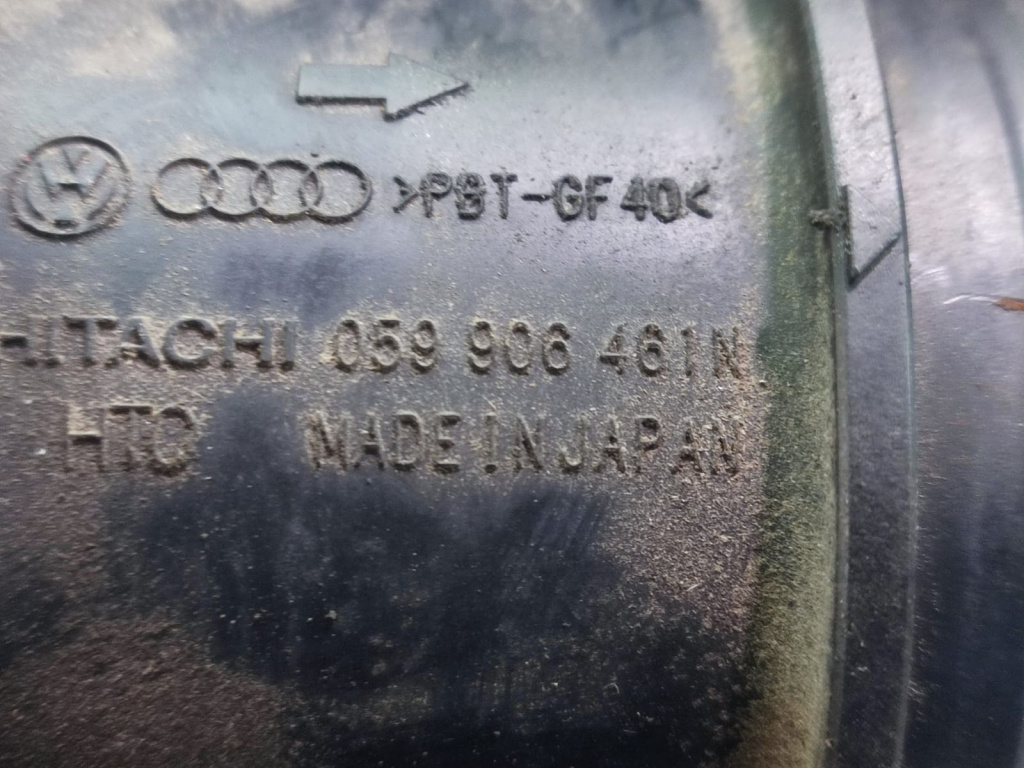 >PBT-GF40<
HITACHI 059 906 461N
HTC MADE IN JAPAN